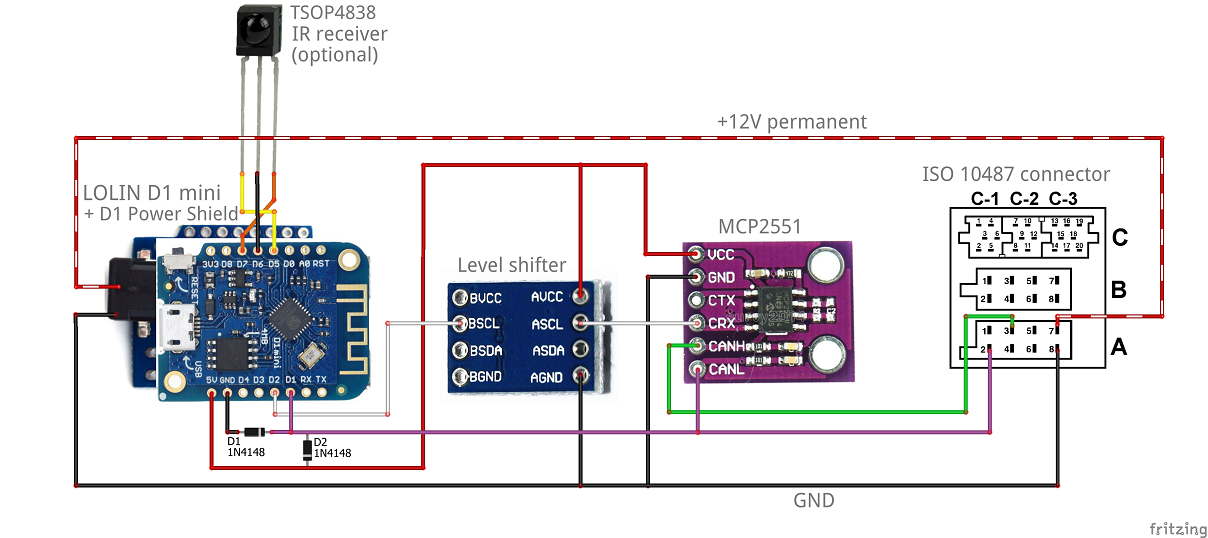 TSOP4838
IR receiver
(optional)
+12V permanent
LOLIN D1 mini
+ D1 Power Shield
ISO 10487 connector
C-1 C-2 C-3
1 4 7 10 13 16 19
3 6 9 12 15 18
2 5 8 11 14 17 20
C
1 3 5 7
2 4 6 8
B
1 3 5 7
2 4 6 8
A
MCP2551
VCC
GND
CTX
CRX
CANH
CANL
Level shifter
BVCC AVCC
BSCL ASCL
BSDA ASDA
BGND AGND
3V3 D8 D7 D6 D5 D0 A0 RST
RESET
USB
D1 mini
5V GND D4 D3 D2 D1 RX TX
D1
1N4148
D2
1N4148
GND
fritzing